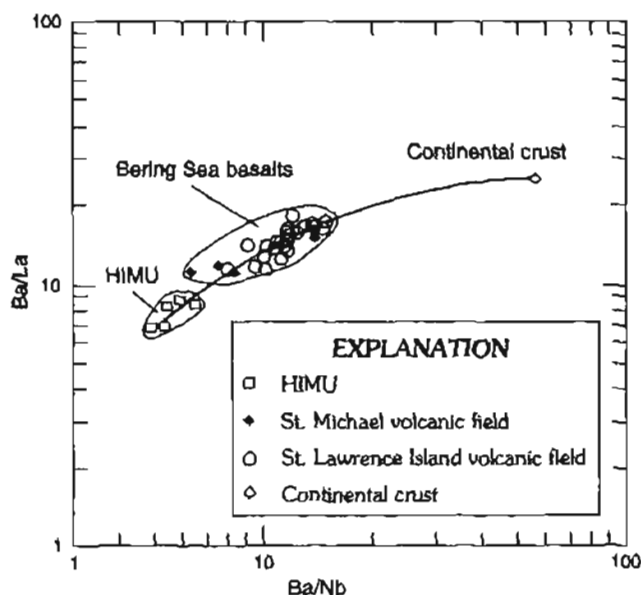 100
Continental crust
Bering Sea basalts
HIMU
10
Ba/La
EXPLANATION
HIMU
St. Michael volcanic field
St. Lawrence Island volcanic field
Continental crust
1
1
10
100
Ba/Nb